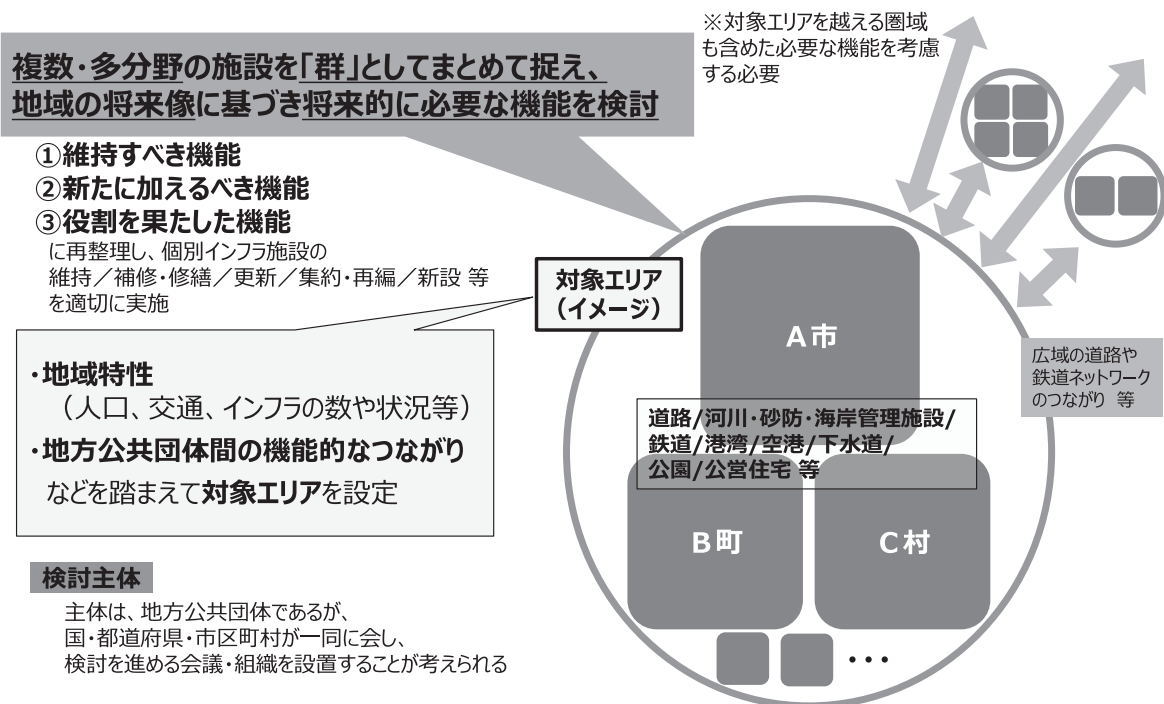 複数・多分野の施設を「群」としてまとめて捉え、
地域の将来像に基づき将来的に必要な機能を検討
①維持すべき機能
②新たに加えるべき機能
③役割を果たした機能
に再整理し、個別インフラ施設の
維持／補修・修繕／更新／集約・再編／新設 等
を適切に実施
※対象エリアを越える圏域
も含めた必要な機能を考慮
する必要
対象エリア
（イメージ）
・地域特性
（人口、交通、インフラの数や状況等）
・地方公共団体間の機能的なつながり
などを踏まえて対象エリアを設定
A市
広域の道路や
鉄道ネットワーク
のつながり 等
道路/河川・砂防・海岸管理施設/
鉄道/港湾/空港/下水道/
公園/公営住宅 等
B町
C村
・・・
検討主体
主体は、地方公共団体であるが、
国・都道府県・市区町村が一同に会し、
検討を進める会議・組織を設置することが考えられる